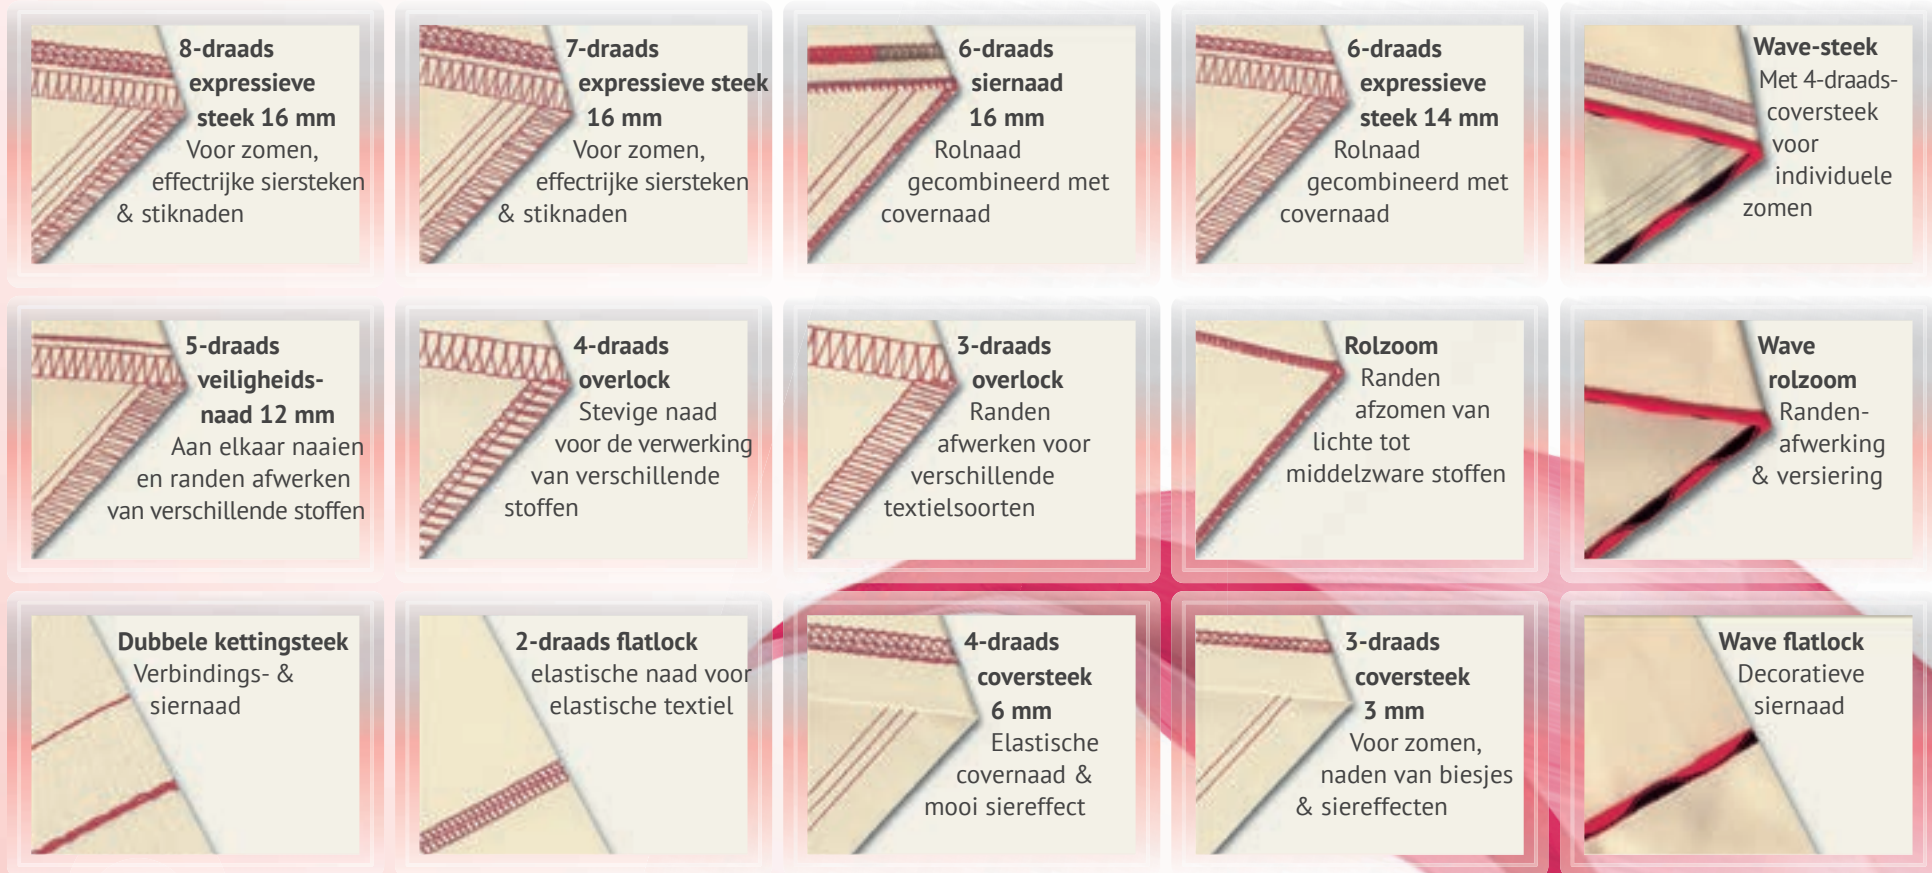 8-draads
expressieve
steek 16 mm
Voor zomen,
effectrijke siersteken
& stiknaden
7-draads
expressieve steek
16 mm
Voor zomen,
effectrijke siersteken
& stiknaden
6-draads
siernaad
16 mm
Rolnaad
gecombineerd met
covernaad
6-draads
expressieve
steek 14 mm
Rolnaad
gecombineerd met
covernaad
Wave-steek
Met 4-draads-
coversteek
voor
individuele
zomen
5-draads
veiligheids-
naad 12 mm
Aan elkaar naaien
en randen afwerken
van verschillende stoffen
4-draads
overlock
Stevige naad
voor de verwerking
van verschillende
stoffen
3-draads
overlock
Randen
afwerken voor
verschillende
textielsoorten
Rolzoom
Randen
afzomen van
lichte tot
middelzware stoffen
Wave
rolzoom
Randen-
afwerking
& versiering
Dubbele kettingsteek
Verbindings- &
siernaad
2-draads flatlock
elastische naad voor
elastische textiel
4-draads
coversteek
6 mm
Elastische
covernaad &
mooi siereffect
3-draads
coversteek
3 mm
Voor zomen,
naden van biesjes
& siereffecten
Wave flatlock
Decoratieve
siernaad